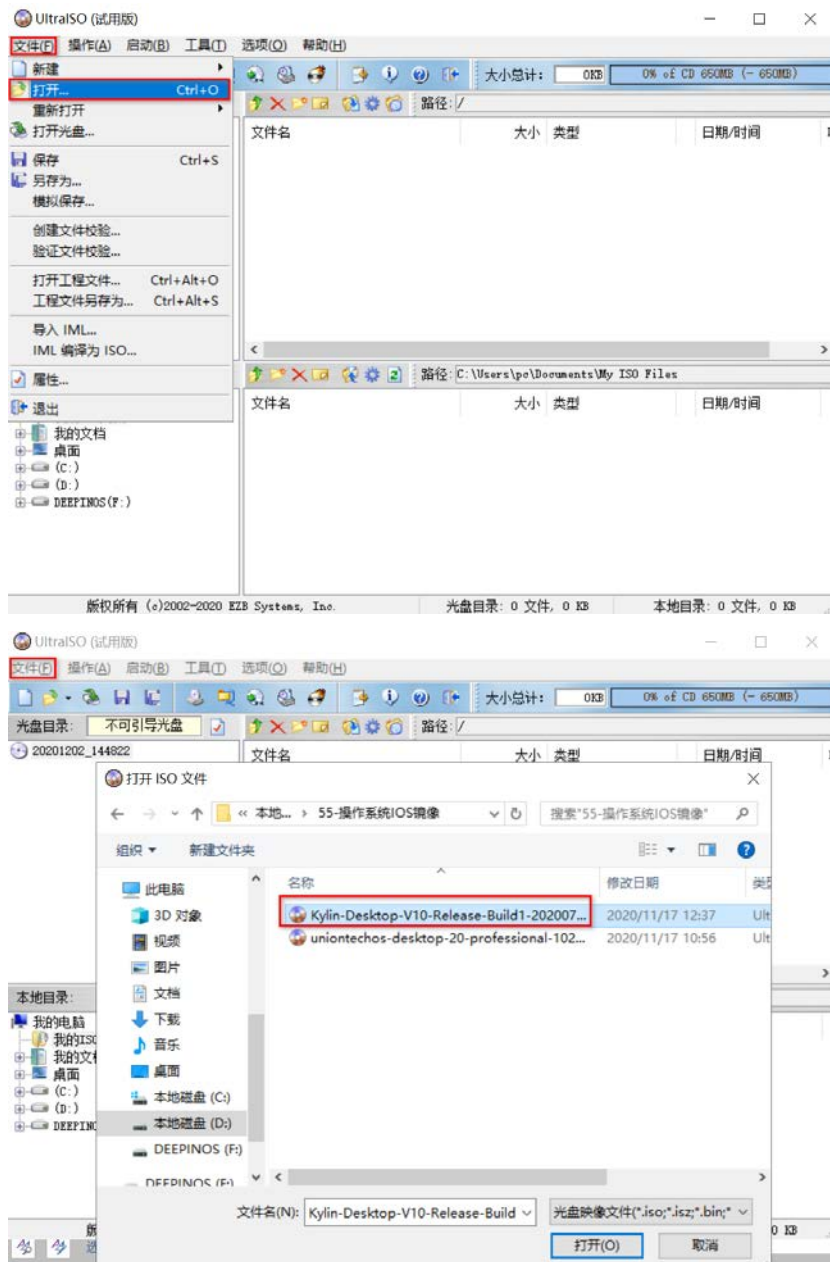 UltraISO (试用版)
文件(F) 操作(A) 启动(B) 工具(T) 选项(O) 帮助(H)
新建
大小总计: 0KB 0% of CD 650MB (- 650MB)
打开... Ctrl+O
路径: /
重新打开
打开光盘...
文件名 大小 类型 日期/时间
保存 Ctrl+S
另存为...
模拟保存...
创建文件校验...
验证文件校验...
打开工程文件... Ctrl+Alt+O
工程文件另存为... Ctrl+Alt+S
导入 IML...
IML 编译为 ISO...
属性...
路径: C:\Users\pc\Documents\My ISO Files
退出
文件名 大小 类型 日期/时间
我的文档
桌面
(C:)
(D:)
DEEPINOS(F:)
版权所有 (c)2002-2020 EZB Systems, Inc. 光盘目录: 0 文件, 0 KB 本地目录: 0 文件, 0 KB
UltraISO (试用版)
文件(F) 操作(A) 启动(B) 工具(T) 选项(O) 帮助(H)
大小总计: 0KB 0% of CD 650MB (- 650MB)
光盘目录: 不可引导光盘 路径: /
20201202_144822 文件名 大小 类型 日期/时间
打开 ISO 文件
« 本地... › 55-操作系统IOS镜像 搜索"55-操作系统IOS镜像"
组织 新建文件夹
此电脑 名称 修改日期 类型
3D 对象 Kylin-Desktop-V10-Release-Build1-202007... 2020/11/17 12:37 Ult
视频 uniontechos-desktop-20-professional-102... 2020/11/17 10:56 Ult
图片
文档
下载
音乐
桌面
本地磁盘 (C:)
本地磁盘 (D:)
DEEPINOS (F:)
DEEPINOS (F:)
本地目录:
我的电脑
我的ISO
我的文
桌面
(C:)
(D:)
DEEPINO
文件名(N): Kylin-Desktop-V10-Release-Build 光盘映像文件(*.iso;*.isz;*.bin;*
0 KB
打开(O) 取消